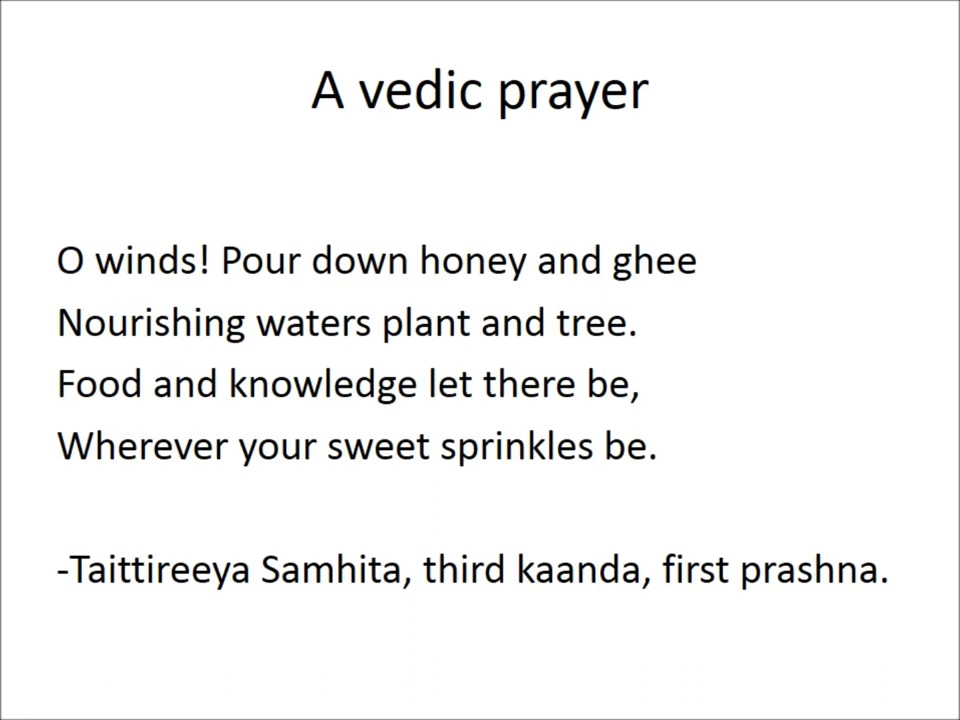 A vedic prayer
O winds! Pour down honey and ghee
Nourishing waters plant and tree.
Food and knowledge let there be,
Wherever your sweet sprinkles be.
-Taittireeya Samhita, third kaanda, first prashna.